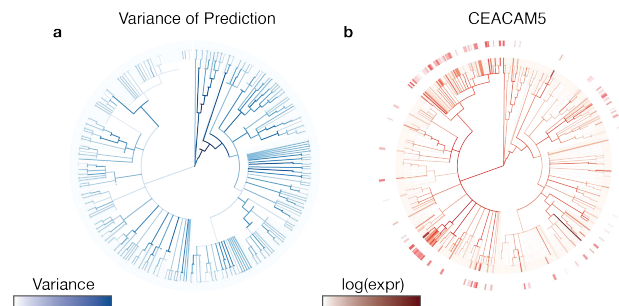 Variance of Prediction
CEACAM5
a
b
Variance
log(expr)